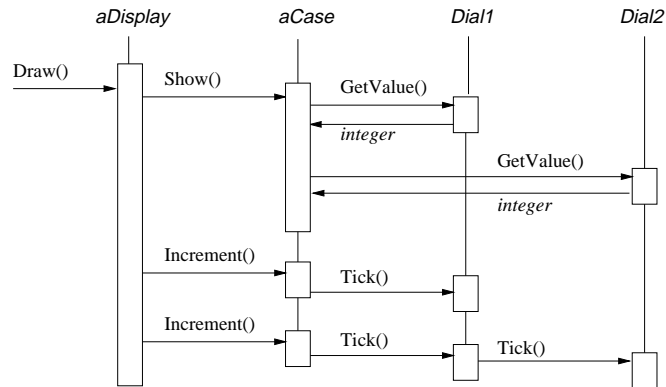 aDisplay aCase Dial1 Dial2
Draw()
Show()
GetValue()
integer
GetValue()
integer
Increment()
Tick()
Increment()
Tick()
Tick()